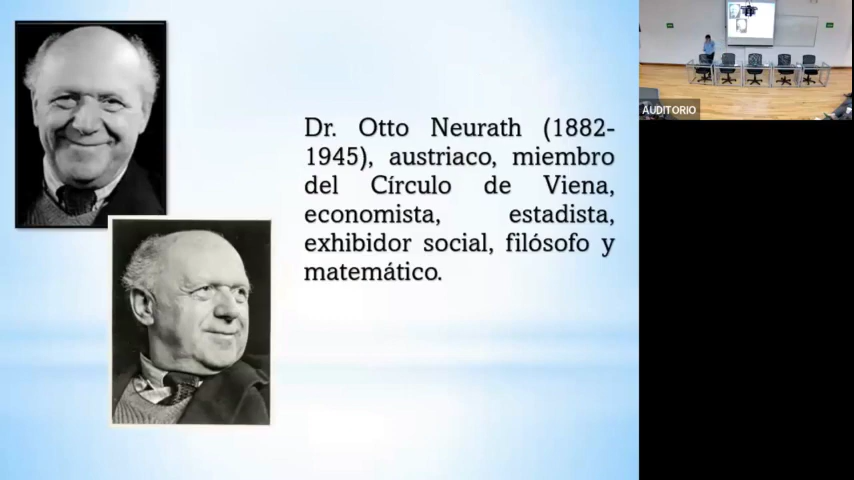 Dr. Otto Neurath (1882-
1945), austriaco, miembro
del Círculo de Viena,
economista, estadista,
exhibidor social, filósofo y
matemático.
AUDITORIO